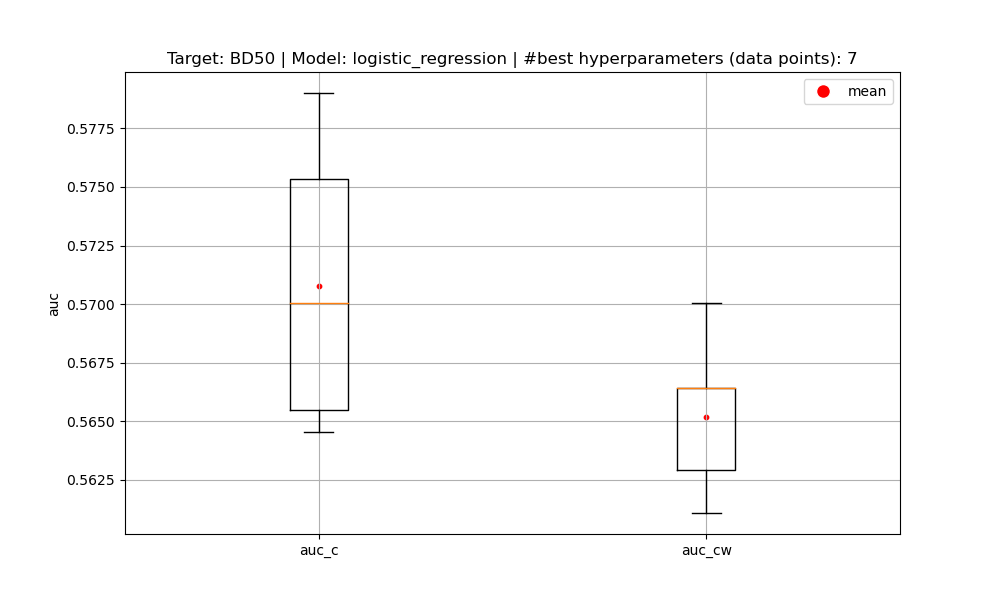 Target: BD50 | Model: logistic_regression | #best hyperparameters (data points): 7
mean
0.5775
0.5750
0.5725
0.5700
0.5675
0.5650
0.5625
auc
auc_c
auc_cw